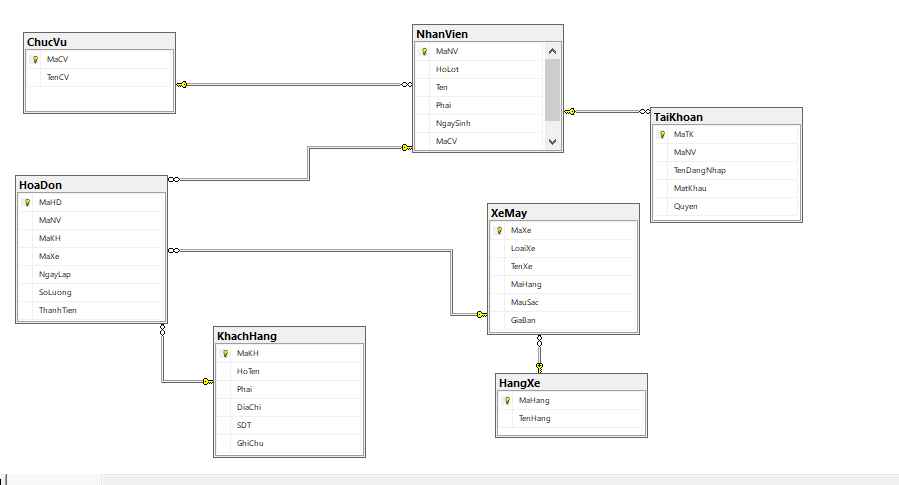 ChucVu
MaCV
TenCV
NhanVien
MaNV
HoLot
Ten
Phai
NgaySinh
MaCV
TaiKhoan
MaTK
MaNV
TenDangNhap
MatKhau
Quyen
HoaDon
MaHD
MaNV
MaKH
MaXe
NgayLap
SoLuong
ThanhTien
XeMay
MaXe
LoaiXe
TenXe
MaHang
MauSac
GiaBan
KhachHang
MaKH
HoTen
Phai
DiaChi
SDT
GhiChu
HangXe
MaHang
TenHang